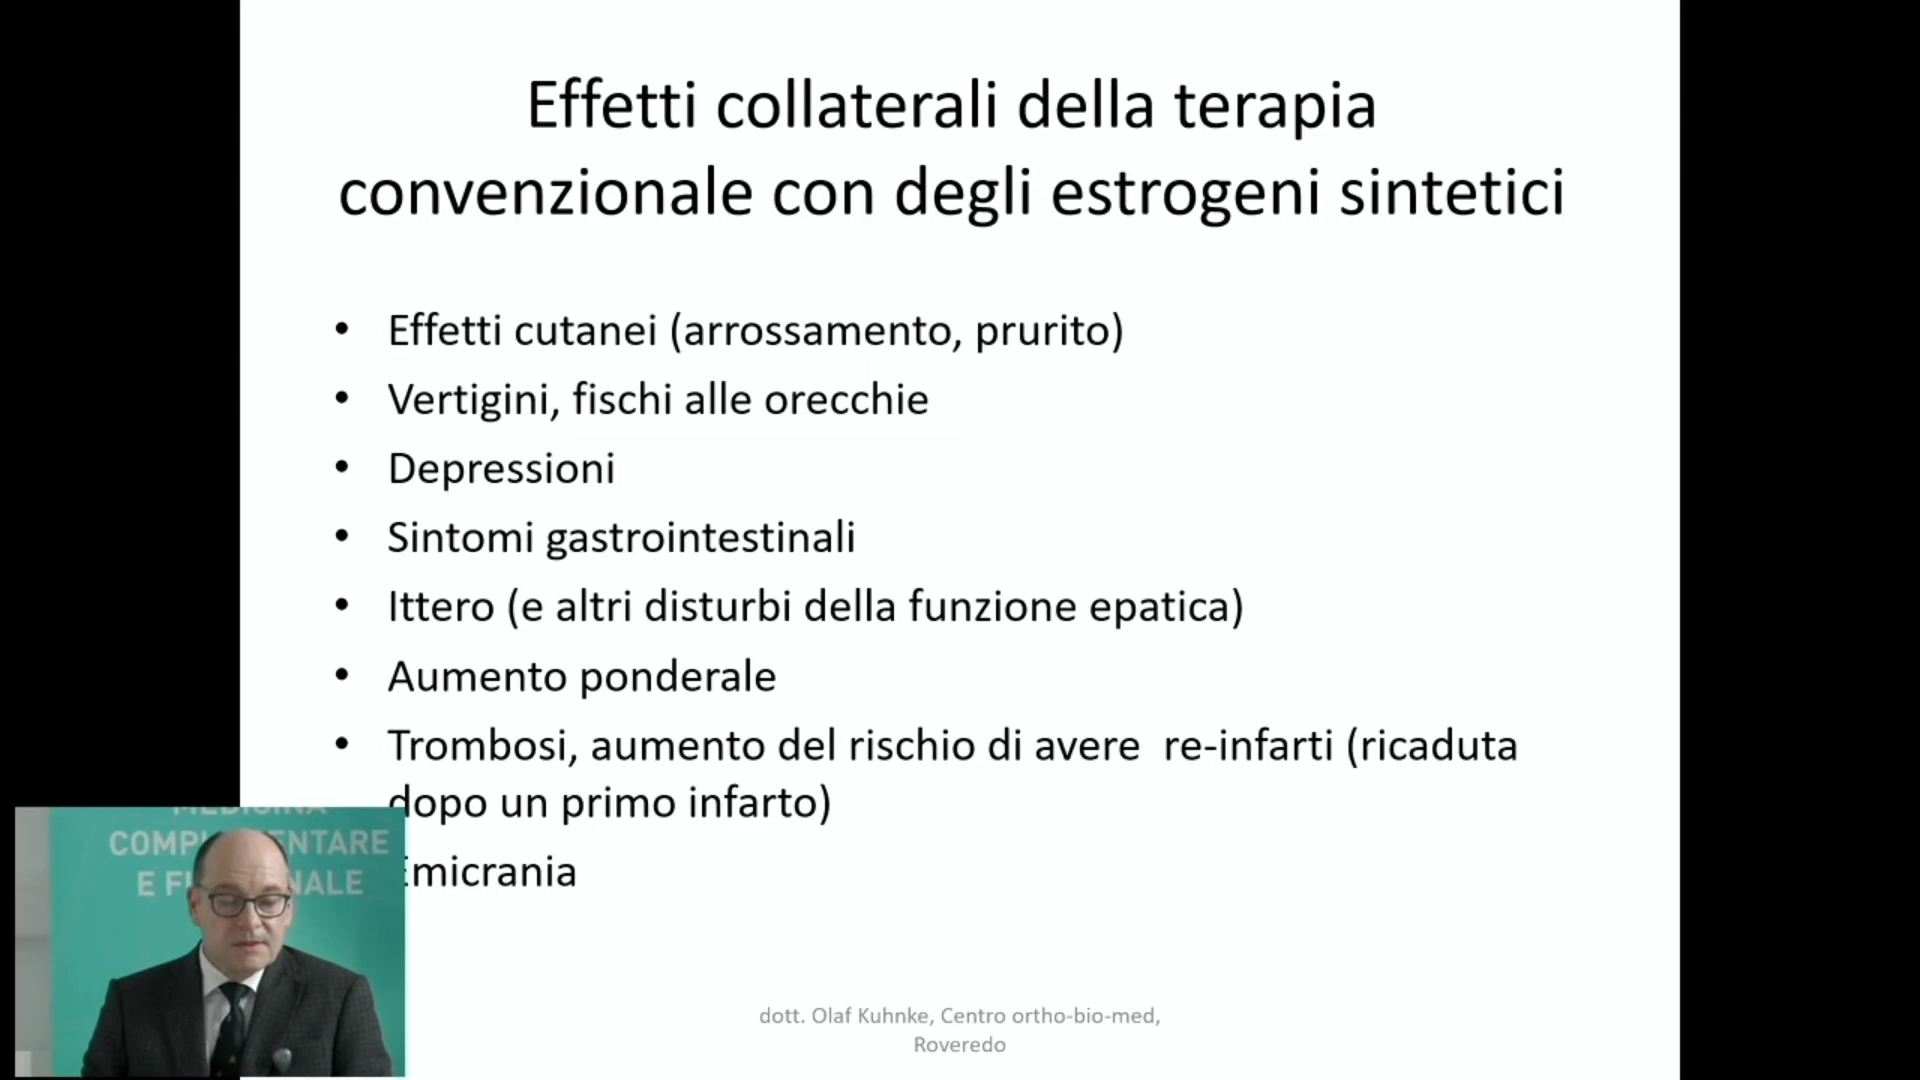 Effetti collaterali della terapia
convenzionale con degli estrogeni sintetici
• Effetti cutanei (arrossamento, prurito)
• Vertigini, fischi alle orecchie
• Depressioni
• Sintomi gastrointestinali
• Ittero (e altri disturbi della funzione epatica)
• Aumento ponderale
• Trombosi, aumento del rischio di avere  re-infarti (ricaduta
dopo un primo infarto)
Emicrania
MEDICINA
dott. Olaf Kuhnke, Centro ortho-bio-med,
Roveredo